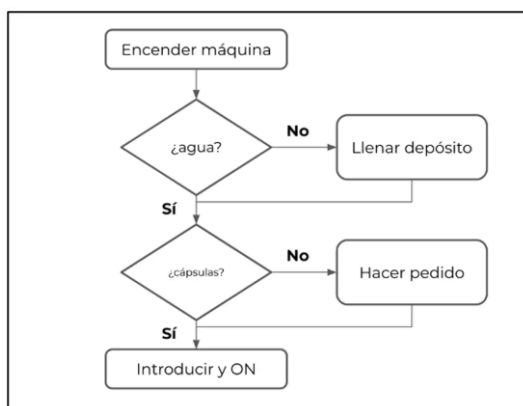 Encender máquina
¿agua?
No
Llenar depósito
Sí
¿cápsulas?
No
Hacer pedido
Sí
Introducir y ON